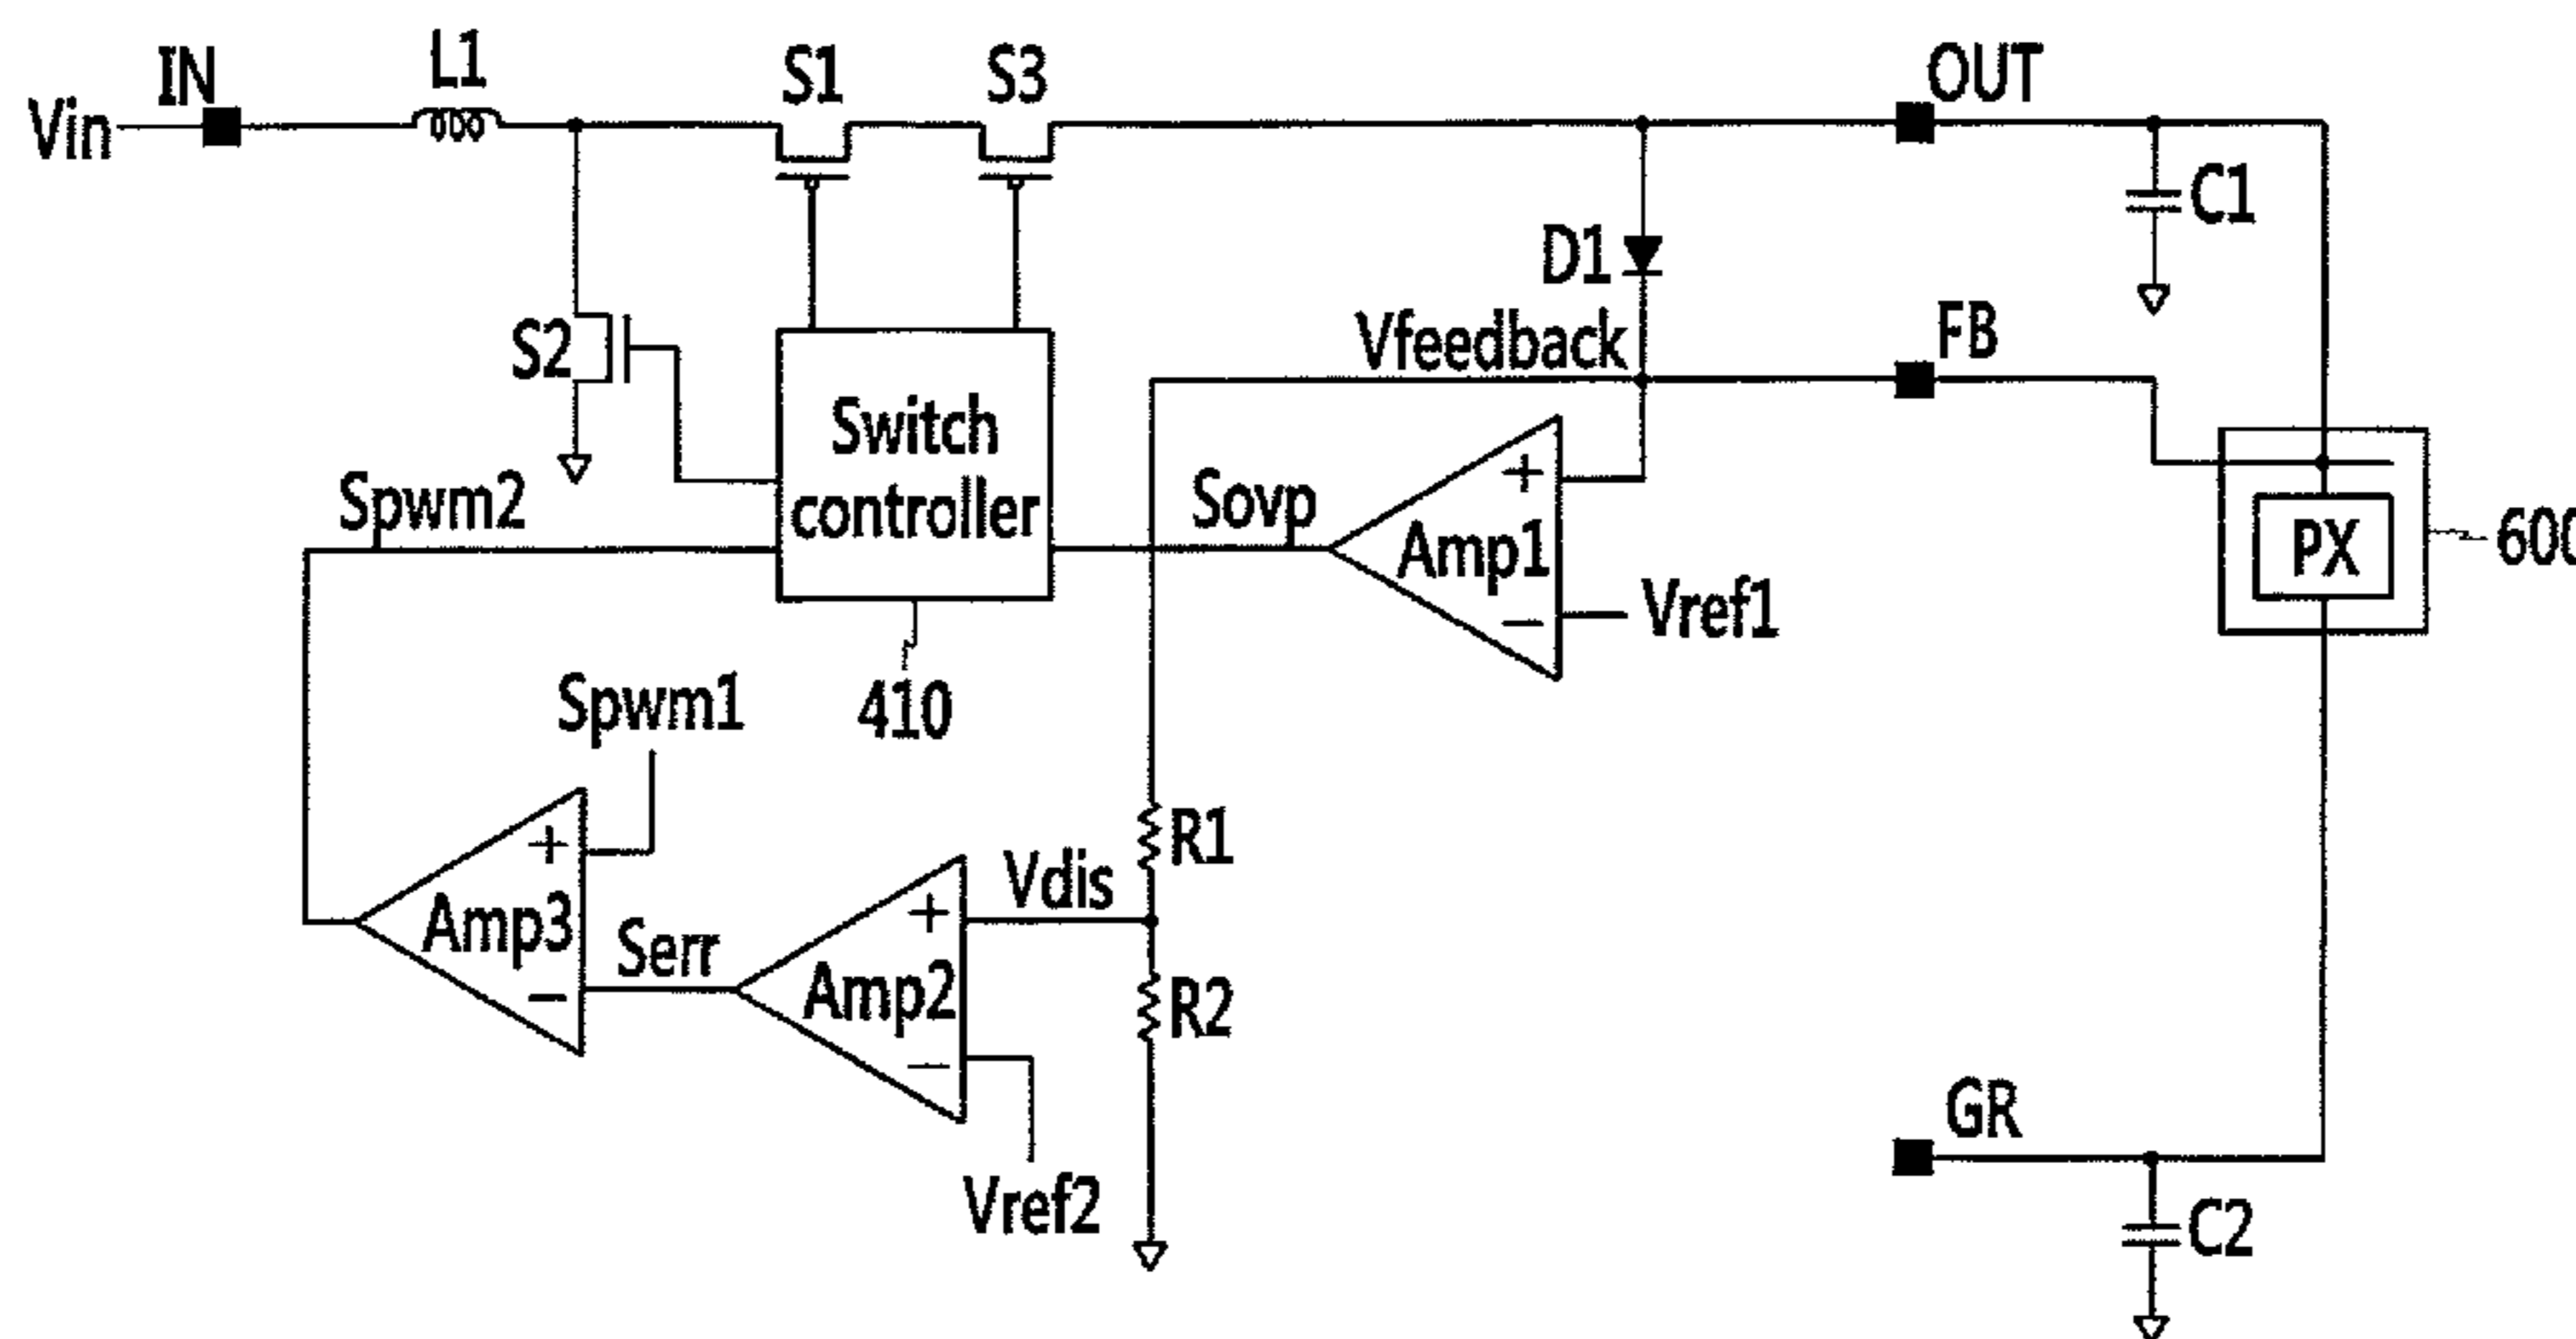 L1
IN
S1
S3
OUT
Vin
C1
D1
FB
Vfeedback
S2
Switch
controller
Spwm2
Sovp
+
Amp1
−
Vref1
PX
410
Spwm1
+
Amp3
−
R1
Vdis
Serr
+
Amp2
−
R2
Vref2
GR
C2